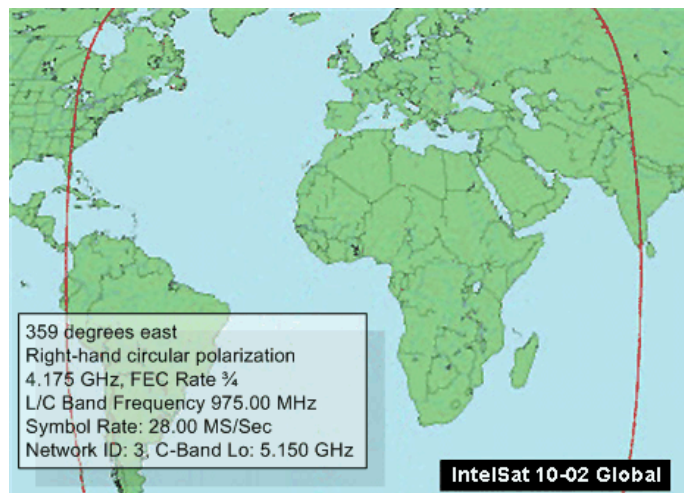 359 degrees east
Right-hand circular polarization
4.175 GHz, FEC Rate ¾
L/C Band Frequency 975.00 MHz
Symbol Rate: 28.00 MS/Sec
Network ID: 3, C-Band Lo: 5.150 GHz
IntelSat 10-02 Global